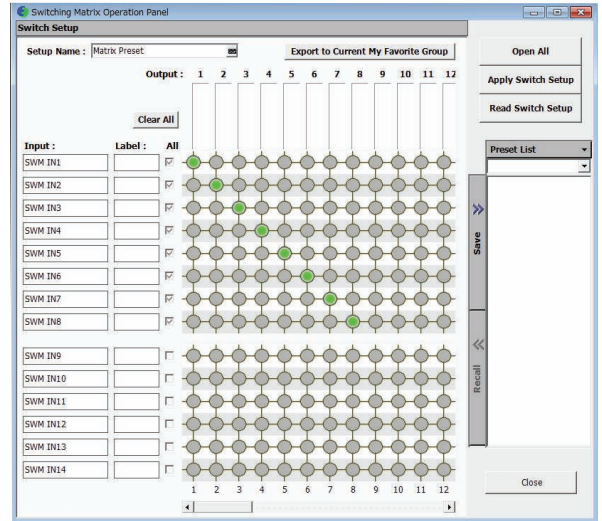 Switching Matrix Operation Panel
Switch Setup
Setup Name : Matrix Preset
Export to Current My Favorite Group
Open All
Output : 1 2 3 4 5 6 7 8 9 10 11 12
Apply Switch Setup
Clear All
Read Switch Setup
Input : Label : All
Preset List
SWM IN1
SWM IN2
SWM IN3
SWM IN4
SWM IN5
SWM IN6
SWM IN7
SWM IN8
Save
SWM IN9
SWM IN10
SWM IN11
SWM IN12
SWM IN13
SWM IN14
Recall
1 2 3 4 5 6 7 8 9 10 11 12
Close